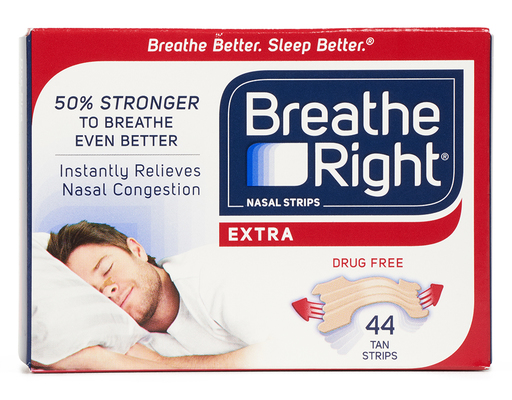 Breathe Better. Sleep Better.®
50% STRONGER
TO BREATHE
EVEN BETTER
Instantly Relieves
Nasal Congestion
Breathe
Right®
NASAL STRIPS
EXTRA
DRUG FREE
44
TAN
STRIPS